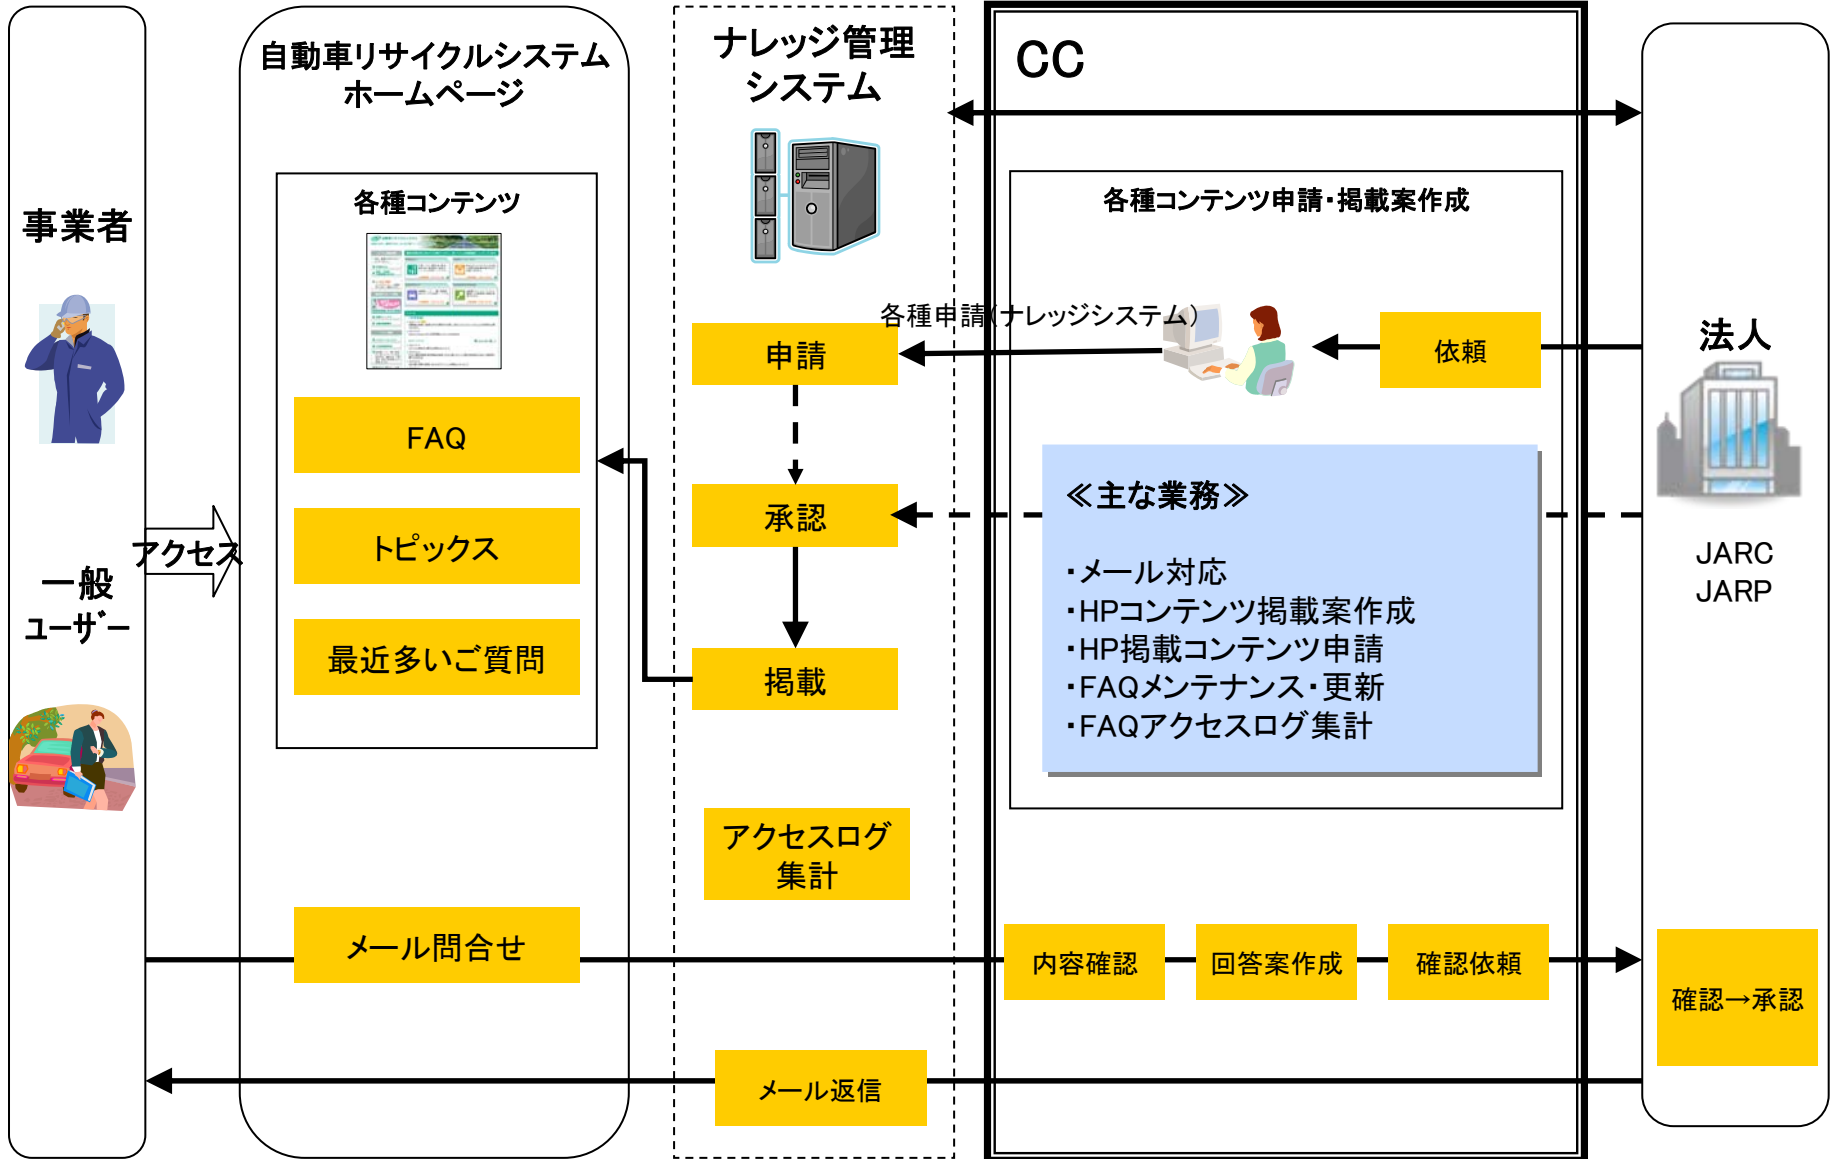 事業者
一般
ユーザー
アクセス
自動車リサイクルシステム
ホームページ
各種コンテンツ
FAQ
トピックス
最近多いご質問
メール問合せ
ナレッジ管理
システム
申請
承認
掲載
アクセスログ
集計
メール返信
CC
各種コンテンツ申請・掲載案作成
各種申請(ナレッジシステム)
依頼
≪主な業務≫
・メール対応
・HPコンテンツ掲載案作成
・HP掲載コンテンツ申請
・FAQメンテナンス・更新
・FAQアクセスログ集計
内容確認
回答案作成
確認依頼
法人
JARC
JARP
確認→承認